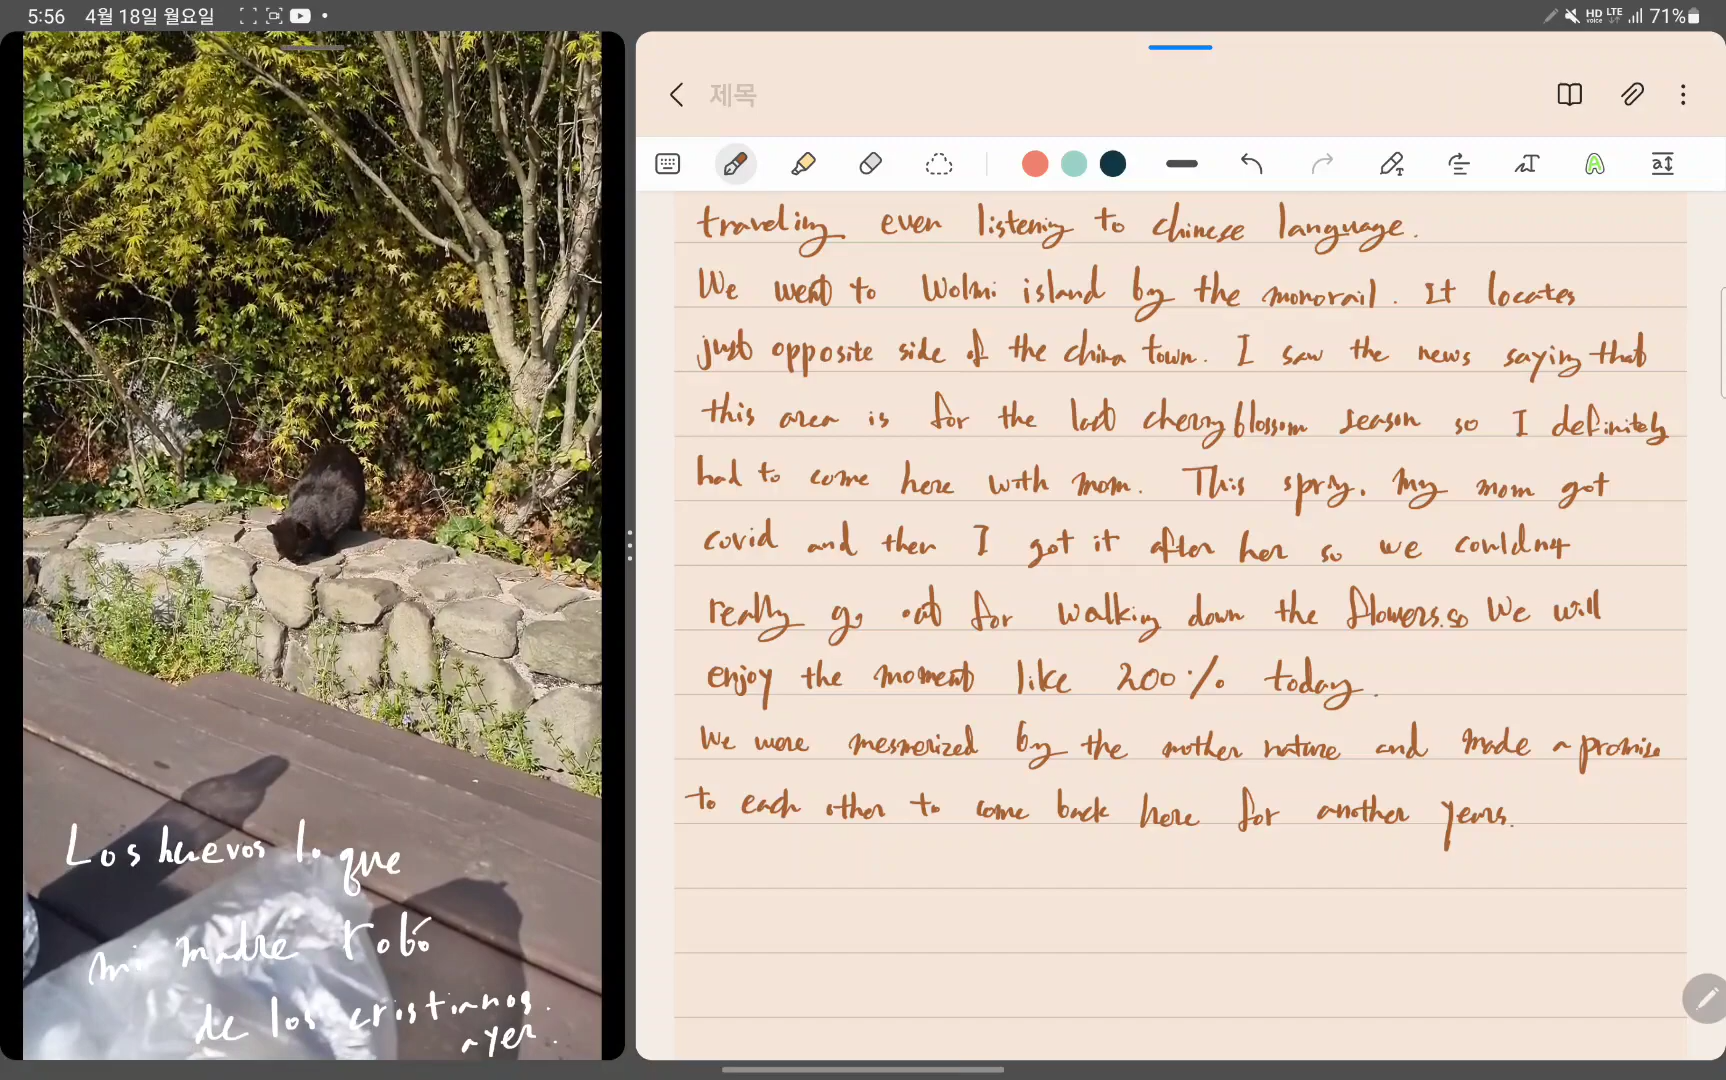 5:56 4월 18일 월요일
HD voice LTE 71%
제목
traveling even listening to chinese language.
We went to Wolmi island by the monorail. It locates
just opposite side of the china town. I saw the news saying that
this area is for the last cherry blossom season so I definitely
had to come here with mom. This spring, my mom got
covid and then I got it after her so we couldn't
really go out for walking down the flowers. so We will
enjoy the moment like 200% today.
We were mesmerized by the mother nature and made a promise
to each other to come back here for another years.
Los huevos lo que
mi madre robó
de los cristianos
ayer.